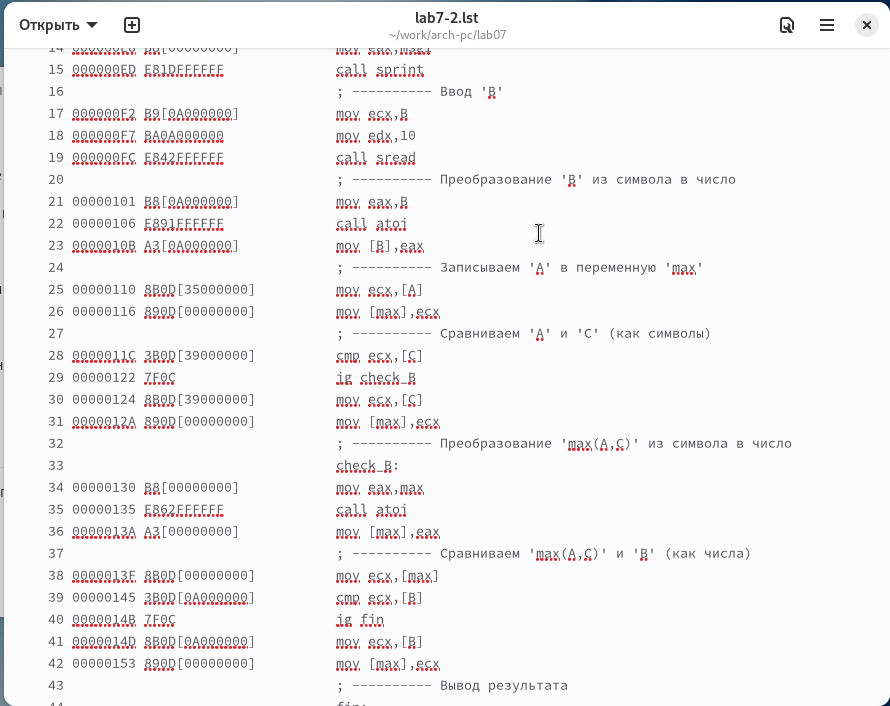 Открыть
lab7-2.lst
~/work/arch-pc/lab07
14 000000E8 B8[00000000] mov eax,msg1
15 000000ED E81DFFFFFF call sprint
16 ; ---------- Ввод 'B'
17 000000F2 B9[0A000000] mov ecx,B
18 000000F7 BA0A000000 mov edx,10
19 000000FC E842FFFFFF call sread
20 ; ---------- Преобразование 'B' из символа в число
21 00000101 B8[0A000000] mov eax,B
22 00000106 E891FFFFFF call atoi
23 0000010B A3[0A000000] mov [B],eax
24 ; ---------- Записываем 'A' в переменную 'max'
25 00000110 8B0D[35000000] mov ecx,[A]
26 00000116 890D[00000000] mov [max],ecx
27 ; ---------- Сравниваем 'A' и 'C' (как символы)
28 0000011C 3B0D[39000000] cmp ecx,[C]
29 00000122 7F0C jg check_B
30 00000124 8B0D[39000000] mov ecx,[C]
31 0000012A 890D[00000000] mov [max],ecx
32 ; ---------- Преобразование 'max(A,C)' из символа в число
33 check_B:
34 00000130 B8[00000000] mov eax,max
35 00000135 E862FFFFFF call atoi
36 0000013A A3[00000000] mov [max],eax
37 ; ---------- Сравниваем 'max(A,C)' и 'B' (как числа)
38 0000013F 8B0D[00000000] mov ecx,[max]
39 00000145 3B0D[0A000000] cmp ecx,[B]
40 0000014B 7F0C jg fin
41 0000014D 8B0D[0A000000] mov ecx,[B]
42 00000153 890D[00000000] mov [max],ecx
43 ; ---------- Вывод результата
44 fin: